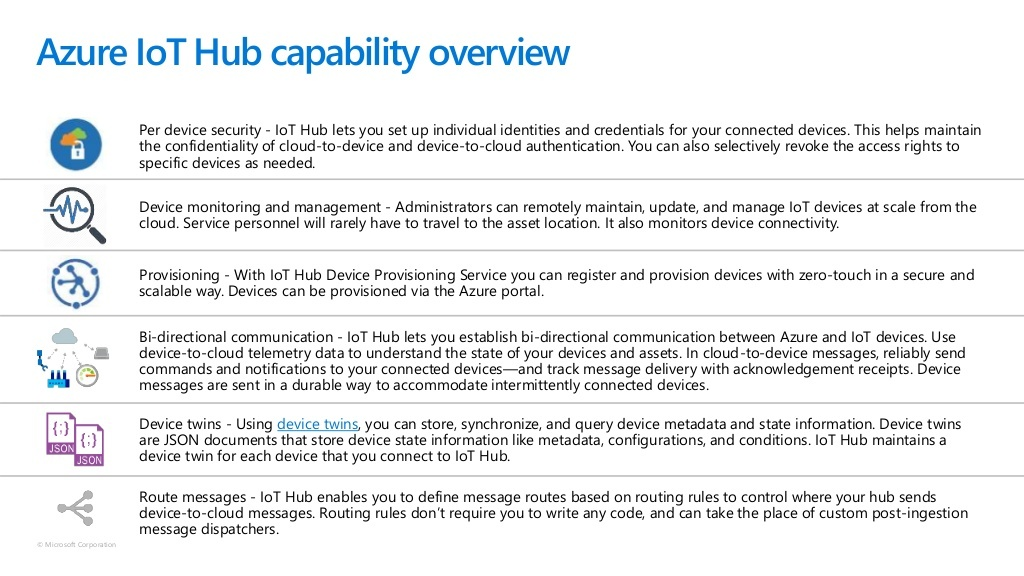 Azure IoT Hub capability overview
Per device security - IoT Hub lets you set up individual identities and credentials for your connected devices. This helps maintain
the confidentiality of cloud-to-device and device-to-cloud authentication. You can also selectively revoke the access rights to
specific devices as needed.
Device monitoring and management - Administrators can remotely maintain, update, and manage IoT devices at scale from the
cloud. Service personnel will rarely have to travel to the asset location. It also monitors device connectivity.
Provisioning - With IoT Hub Device Provisioning Service you can register and provision devices with zero-touch in a secure and
scalable way. Devices can be provisioned via the Azure portal.
Bi-directional communication - IoT Hub lets you establish bi-directional communication between Azure and IoT devices. Use
device-to-cloud telemetry data to understand the state of your devices and assets. In cloud-to-device messages, reliably send
commands and notifications to your connected devices—and track message delivery with acknowledgement receipts. Device
messages are sent in a durable way to accommodate intermittently connected devices.
{;}
JSON
{;}
JSON
Device twins - Using device twins, you can store, synchronize, and query device metadata and state information. Device twins
are JSON documents that store device state information like metadata, configurations, and conditions. IoT Hub maintains a
device twin for each device that you connect to IoT Hub.
Route messages - IoT Hub enables you to define message routes based on routing rules to control where your hub sends
device-to-cloud messages. Routing rules don't require you to write any code, and can take the place of custom post-ingestion
message dispatchers.
© Microsoft Corporation